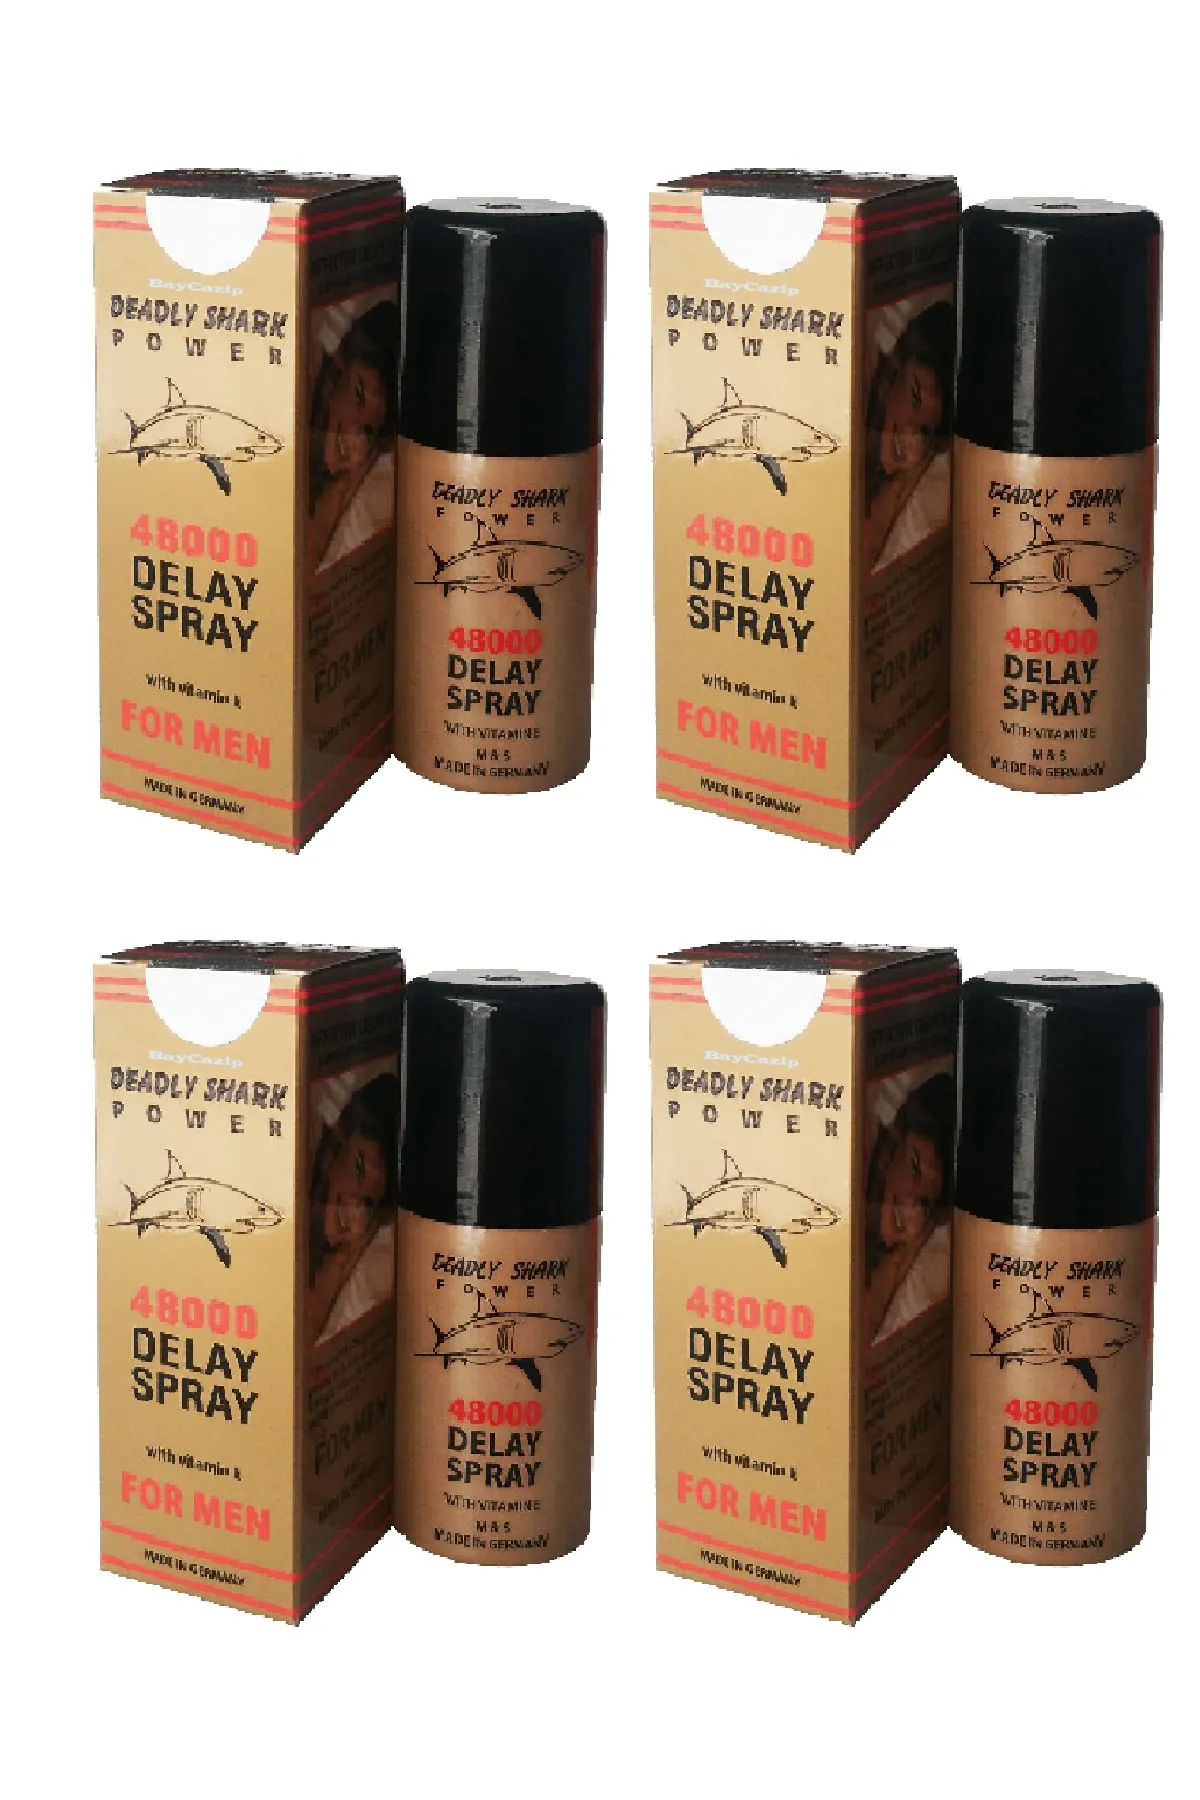 BayCazip
DEADLY SHARK
POWER
48000
DELAY
SPRAY
with vitamin E
FOR MEN
MADE IN GERMANY
FOR MEN
DEADLY SHARK
POWER
48000
DELAY
SPRAY
WITH VITAMIN E
M & S
MADE IN GERMANY
BayCazip
DEADLY SHARK
POWER
48000
DELAY
SPRAY
with vitamin E
FOR MEN
MADE IN GERMANY
FOR MEN
DEADLY SHARK
POWER
48000
DELAY
SPRAY
WITH VITAMIN E
M & S
MADE IN GERMANY
BayCazip
DEADLY SHARK
POWER
48000
DELAY
SPRAY
with vitamin E
FOR MEN
MADE IN GERMANY
FOR MEN
DEADLY SHARK
POWER
48000
DELAY
SPRAY
WITH VITAMIN E
M & S
MADE IN GERMANY
BayCazip
DEADLY SHARK
POWER
48000
DELAY
SPRAY
with vitamin E
FOR MEN
MADE IN GERMANY
FOR MEN
DEADLY SHARK
POWER
48000
DELAY
SPRAY
WITH VITAMIN E
M & S
MADE IN GERMANY